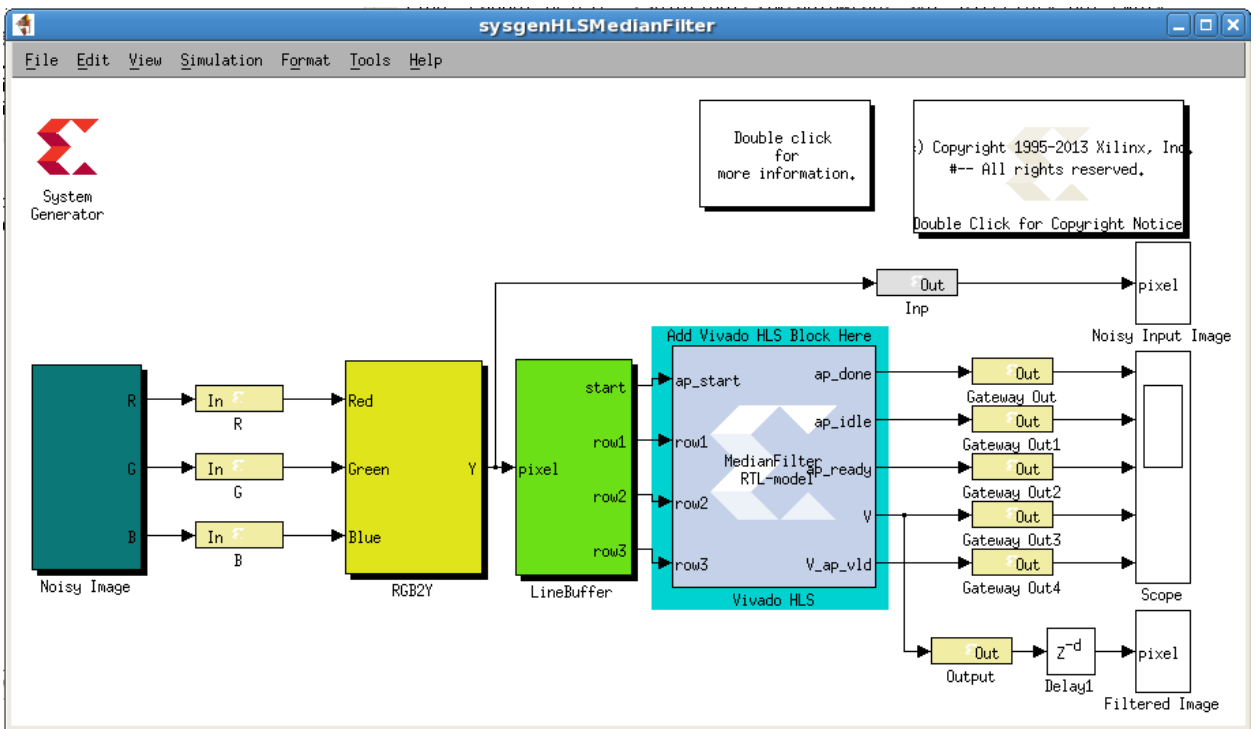 sysgenHLSMedianFilter
File Edit View Simulation Format Tools Help
System
Generator
Double click
for
more information.
:) Copyright 1995-2013 Xilinx, Inc.
#-- All rights reserved.
Double Click for Copyright Notice
Out
Inp
pixel
Noisy Input Image
R
G
B
Noisy Image
In
R
In
G
In
B
Red
Green
Blue
Y
RGB2Y
pixel
start
row1
row2
row3
LineBuffer
Add Vivado HLS Block Here
ap_start
row1
row2
row3
MedianFilter
RTL-model
ap_done
ap_idle
ap_ready
V
V_ap_vld
Vivado HLS
Out
Gateway Out
Out
Gateway Out1
Out
Gateway Out2
Out
Gateway Out3
Out
Gateway Out4
Scope
Out
Output
Z-d
Delay1
pixel
Filtered Image